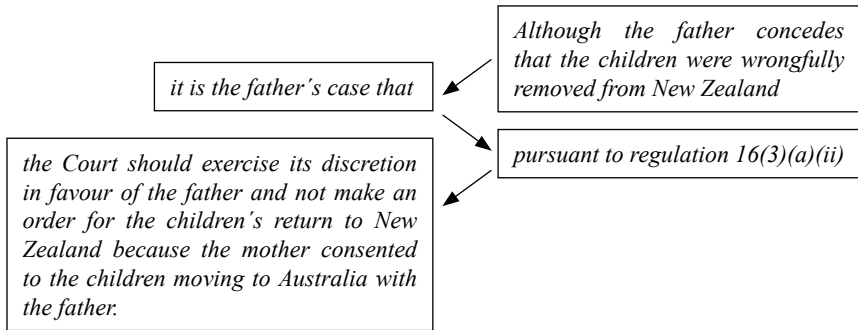 Although the father concedes
that the children were wrongfully
removed from New Zealand
it is the father´s case that
pursuant to regulation 16(3)(a)(ii)
the Court should exercise its discretion
in favour of the father and not make an
order for the children´s return to New
Zealand because the mother consented
to the children moving to Australia with
the father.